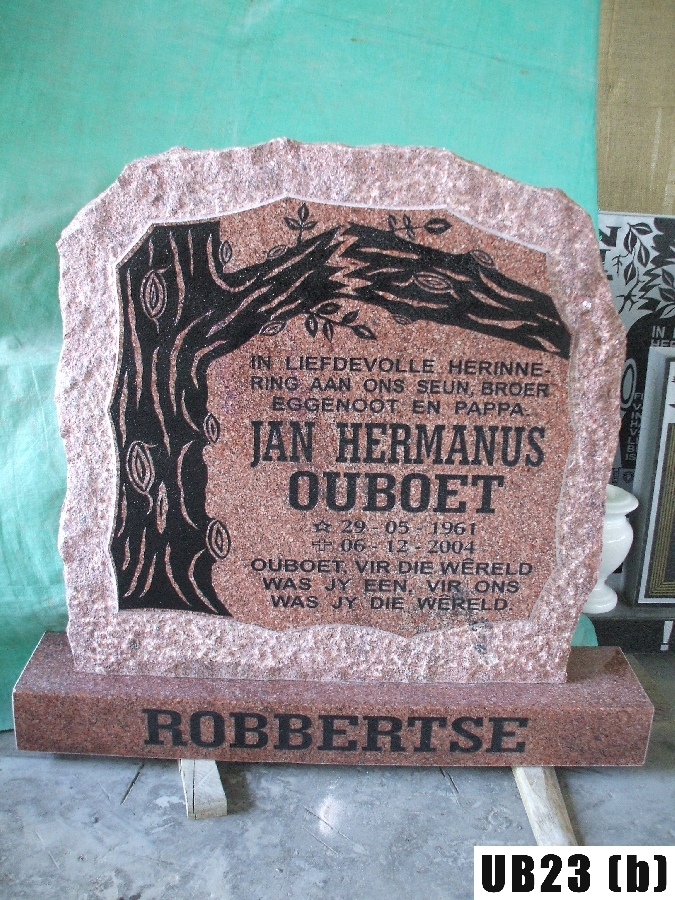 IN LIEFDEVOLLE HERINNE-
RING AAN ONS SEUN, BROER
EGGENOOT EN PAPPA.
JAN HERMANUS
OUBOET
☆ 29-05-1961
✝ 06-12-2004
OUBOET, VIR DIE WÊRELD
WAS JY EEN, VIR ONS
WAS JY DIE WÊRELD.
ROBBERTSE
UB23 (b)